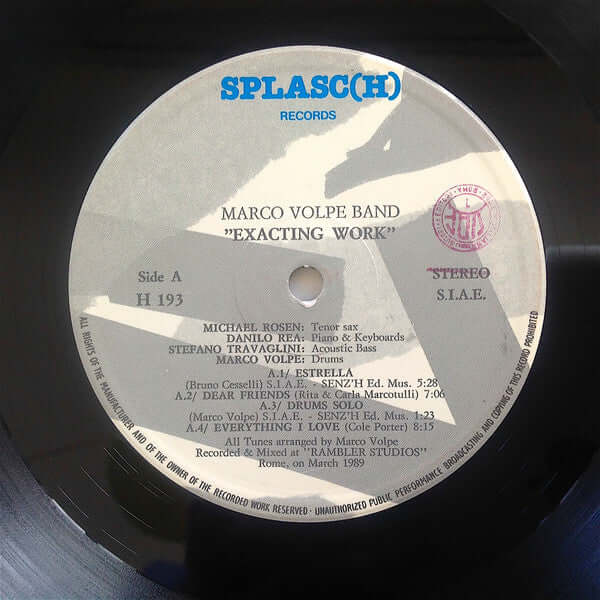 SPLASC(H)
RECORDS
MARCO VOLPE BAND
"EXACTING WORK"
Side A
H 193
STEREO
S.I.A.E.
MICHAEL ROSEN: Tenor sax
DANILO REA: Piano & Keyboards
STEFANO TRAVAGLINI: Acoustic Bass
MARCO VOLPE: Drums
A.1/ ESTRELLA
(Bruno Cesselli) S.I.A.E. - SENZ'H Ed. Mus. 5:28
A.2/ DEAR FRIENDS (Rita & Carla Marcotulli) 7:06
A.3/ DRUMS SOLO
(Marco Volpe) S.I.A.E. - SENZ'H Ed. Mus. 1:23
A.4/ EVERYTHING I LOVE (Cole Porter) 8:15
All Tunes arranged by Marco Volpe
Recorded & Mixed at "RAMBLER STUDIOS"
Rome, on March 1989
ALL RIGHTS OF THE MANUFACTURER AND OF THE OWNER OF THE RECORDED WORK RESERVED · UNAUTHORIZED PUBLIC PERFORMANCE BROADCASTING AND COPYING OF THIS RECORD PROHIBITED